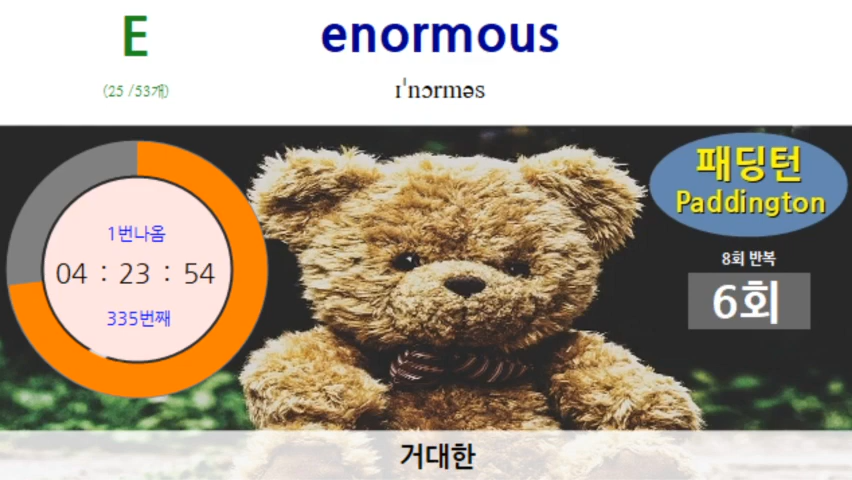 E
enormous
(25 /53개)
ɪˈnɔrməs
패딩턴
Paddington
1번나옴
04 : 23 : 54
335번째
8회 반복
6회
거대한